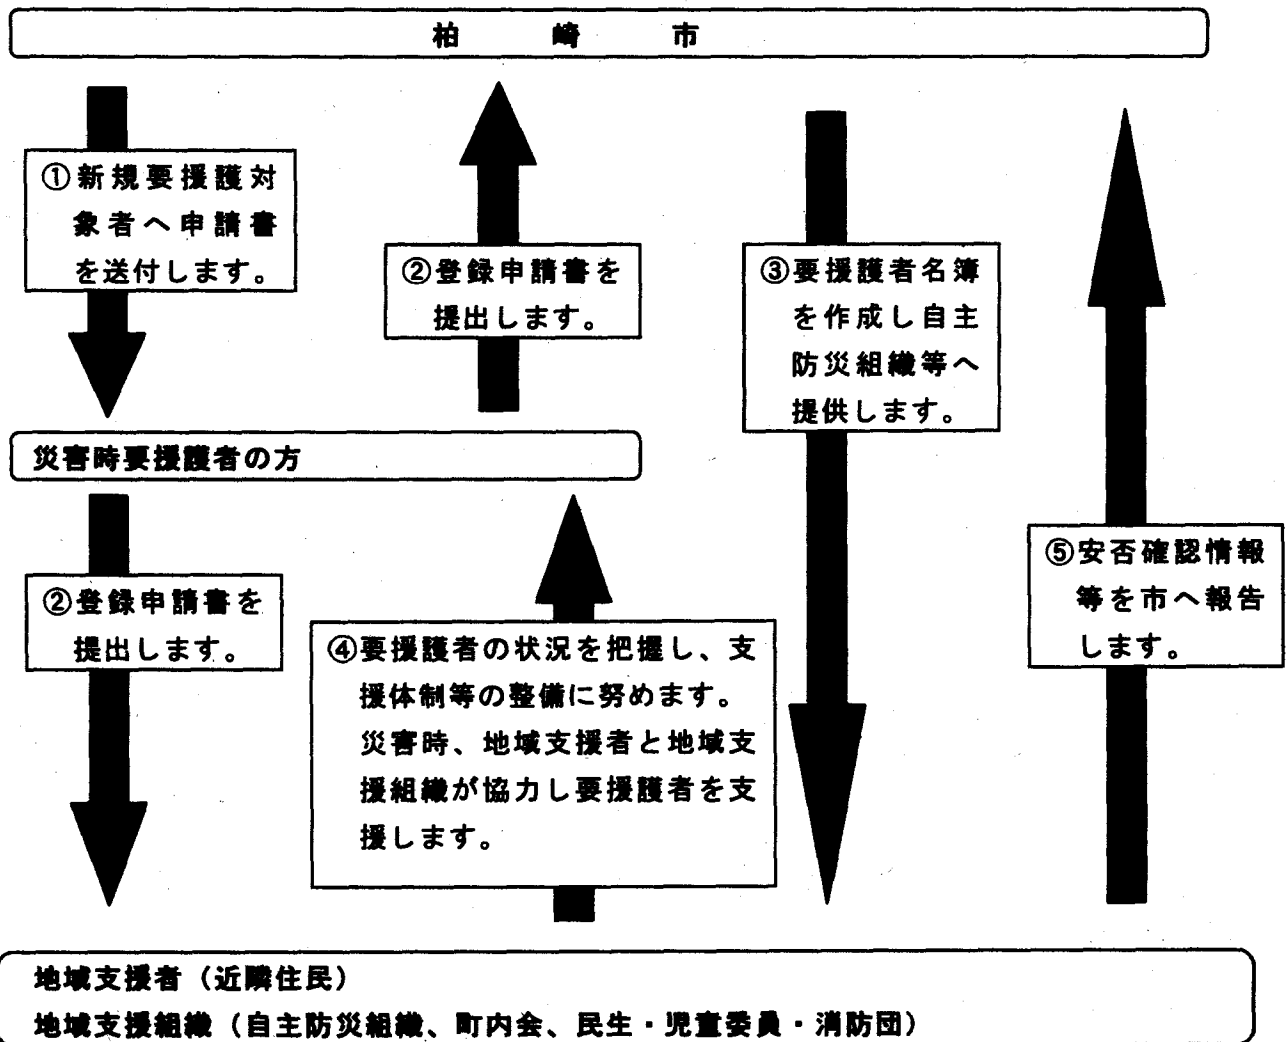 柏崎市
①新規要援護対
象者へ申請書
を送付します。
②登録申請書を
提出します。
③要援護者名簿
を作成し自主
防災組織等へ
提供します。
災害時要援護者の方
②登録申請書を
提出します。
④要援護者の状況を把握し、支
援体制等の整備に努めます。
災害時、地域支援者と地域支
援組織が協力し要援護者を支
援します。
⑤安否確認情報
等を市へ報告
します。
地域支援者（近隣住民）
地域支援組織（自主防災組織、町内会、民生・児童委員・消防団）